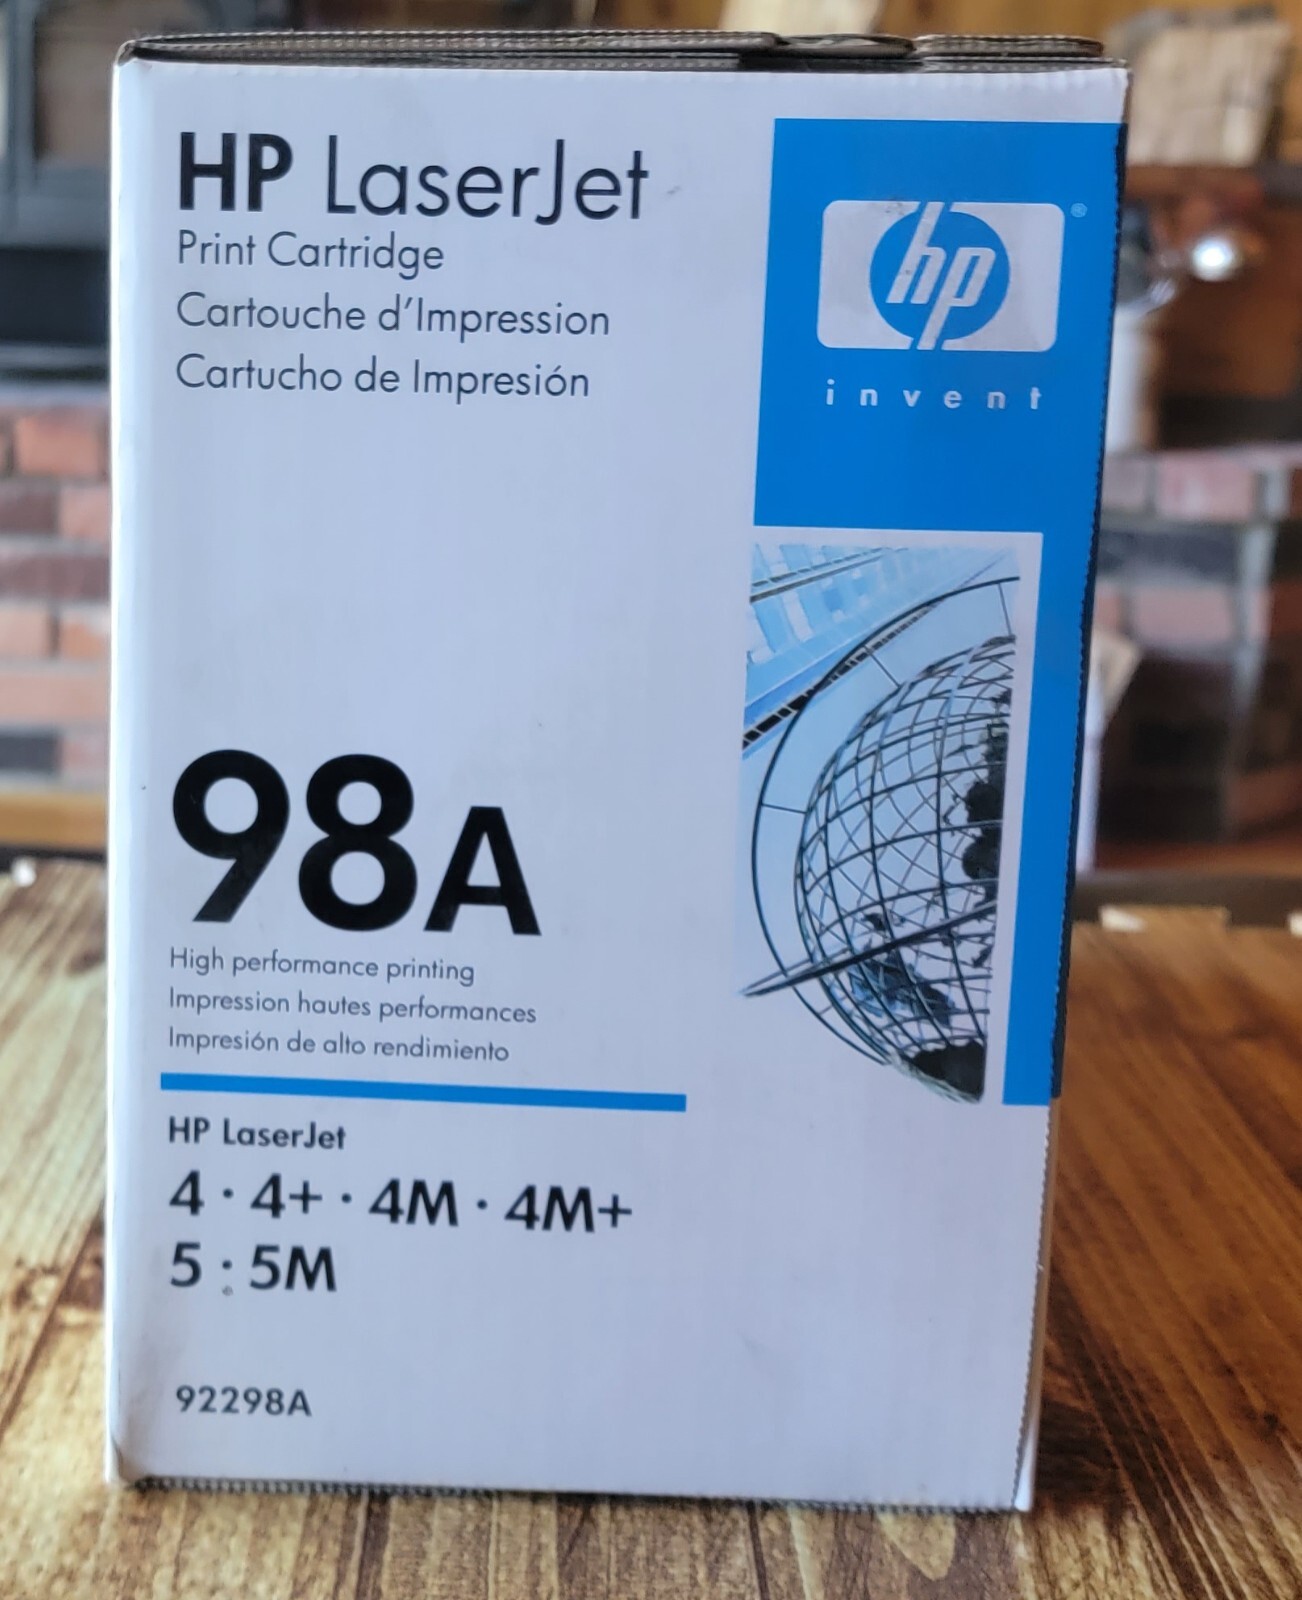 HP LaserJet
Print Cartridge
Cartouche d'Impression
Cartucho de Impresión
hp
invent
98A
High performance printing
Impression hautes performances
Impresión de alto rendimiento
HP LaserJet
4 · 4+ · 4M · 4M+
5 · 5M
92298A